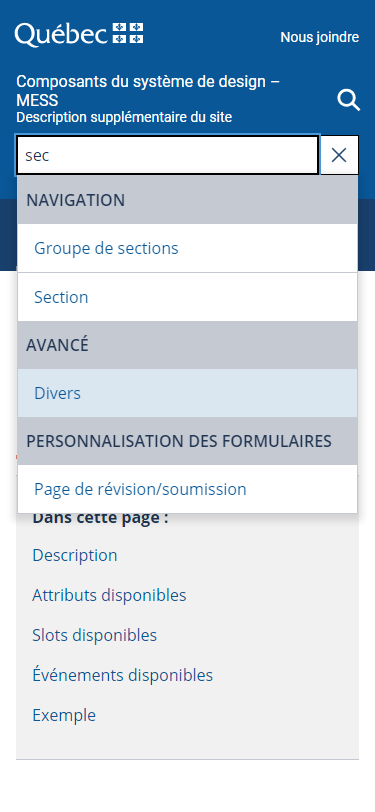 Québec
Nous joindre
Composants du système de design –
MESS
Description supplémentaire du site
sec
NAVIGATION
Groupe de sections
Section
AVANCÉ
Divers
PERSONNALISATION DES FORMULAIRES
Page de révision/soumission
Dans cette page :
Description
Attributs disponibles
Slots disponibles
Événements disponibles
Exemple